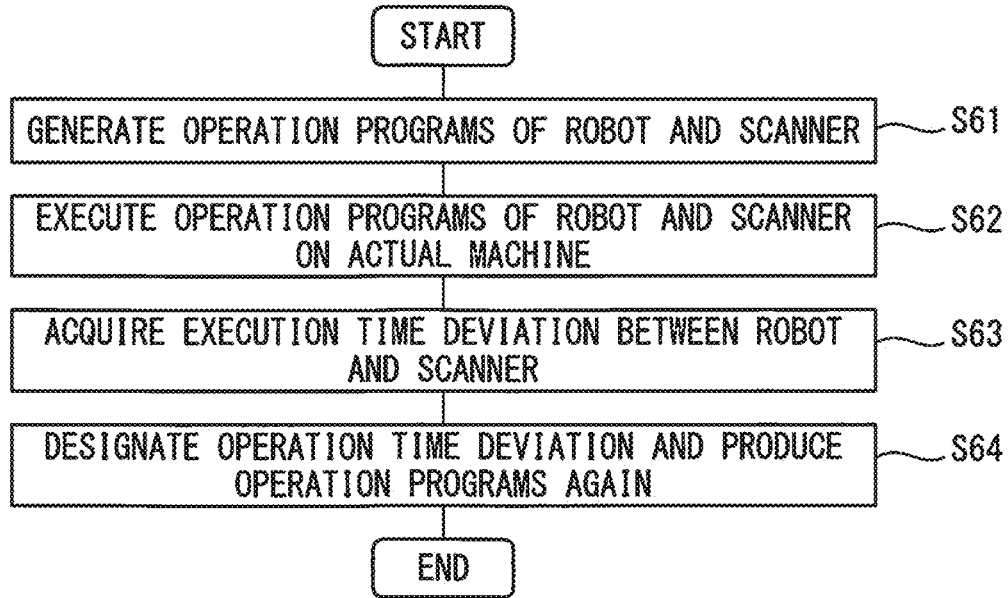 START
GENERATE OPERATION PROGRAMS OF ROBOT AND SCANNER
S61
EXECUTE OPERATION PROGRAMS OF ROBOT AND SCANNER
ON ACTUAL MACHINE
S62
ACQUIRE EXECUTION TIME DEVIATION BETWEEN ROBOT
AND SCANNER
S63
DESIGNATE OPERATION TIME DEVIATION AND PRODUCE
OPERATION PROGRAMS AGAIN
S64
END